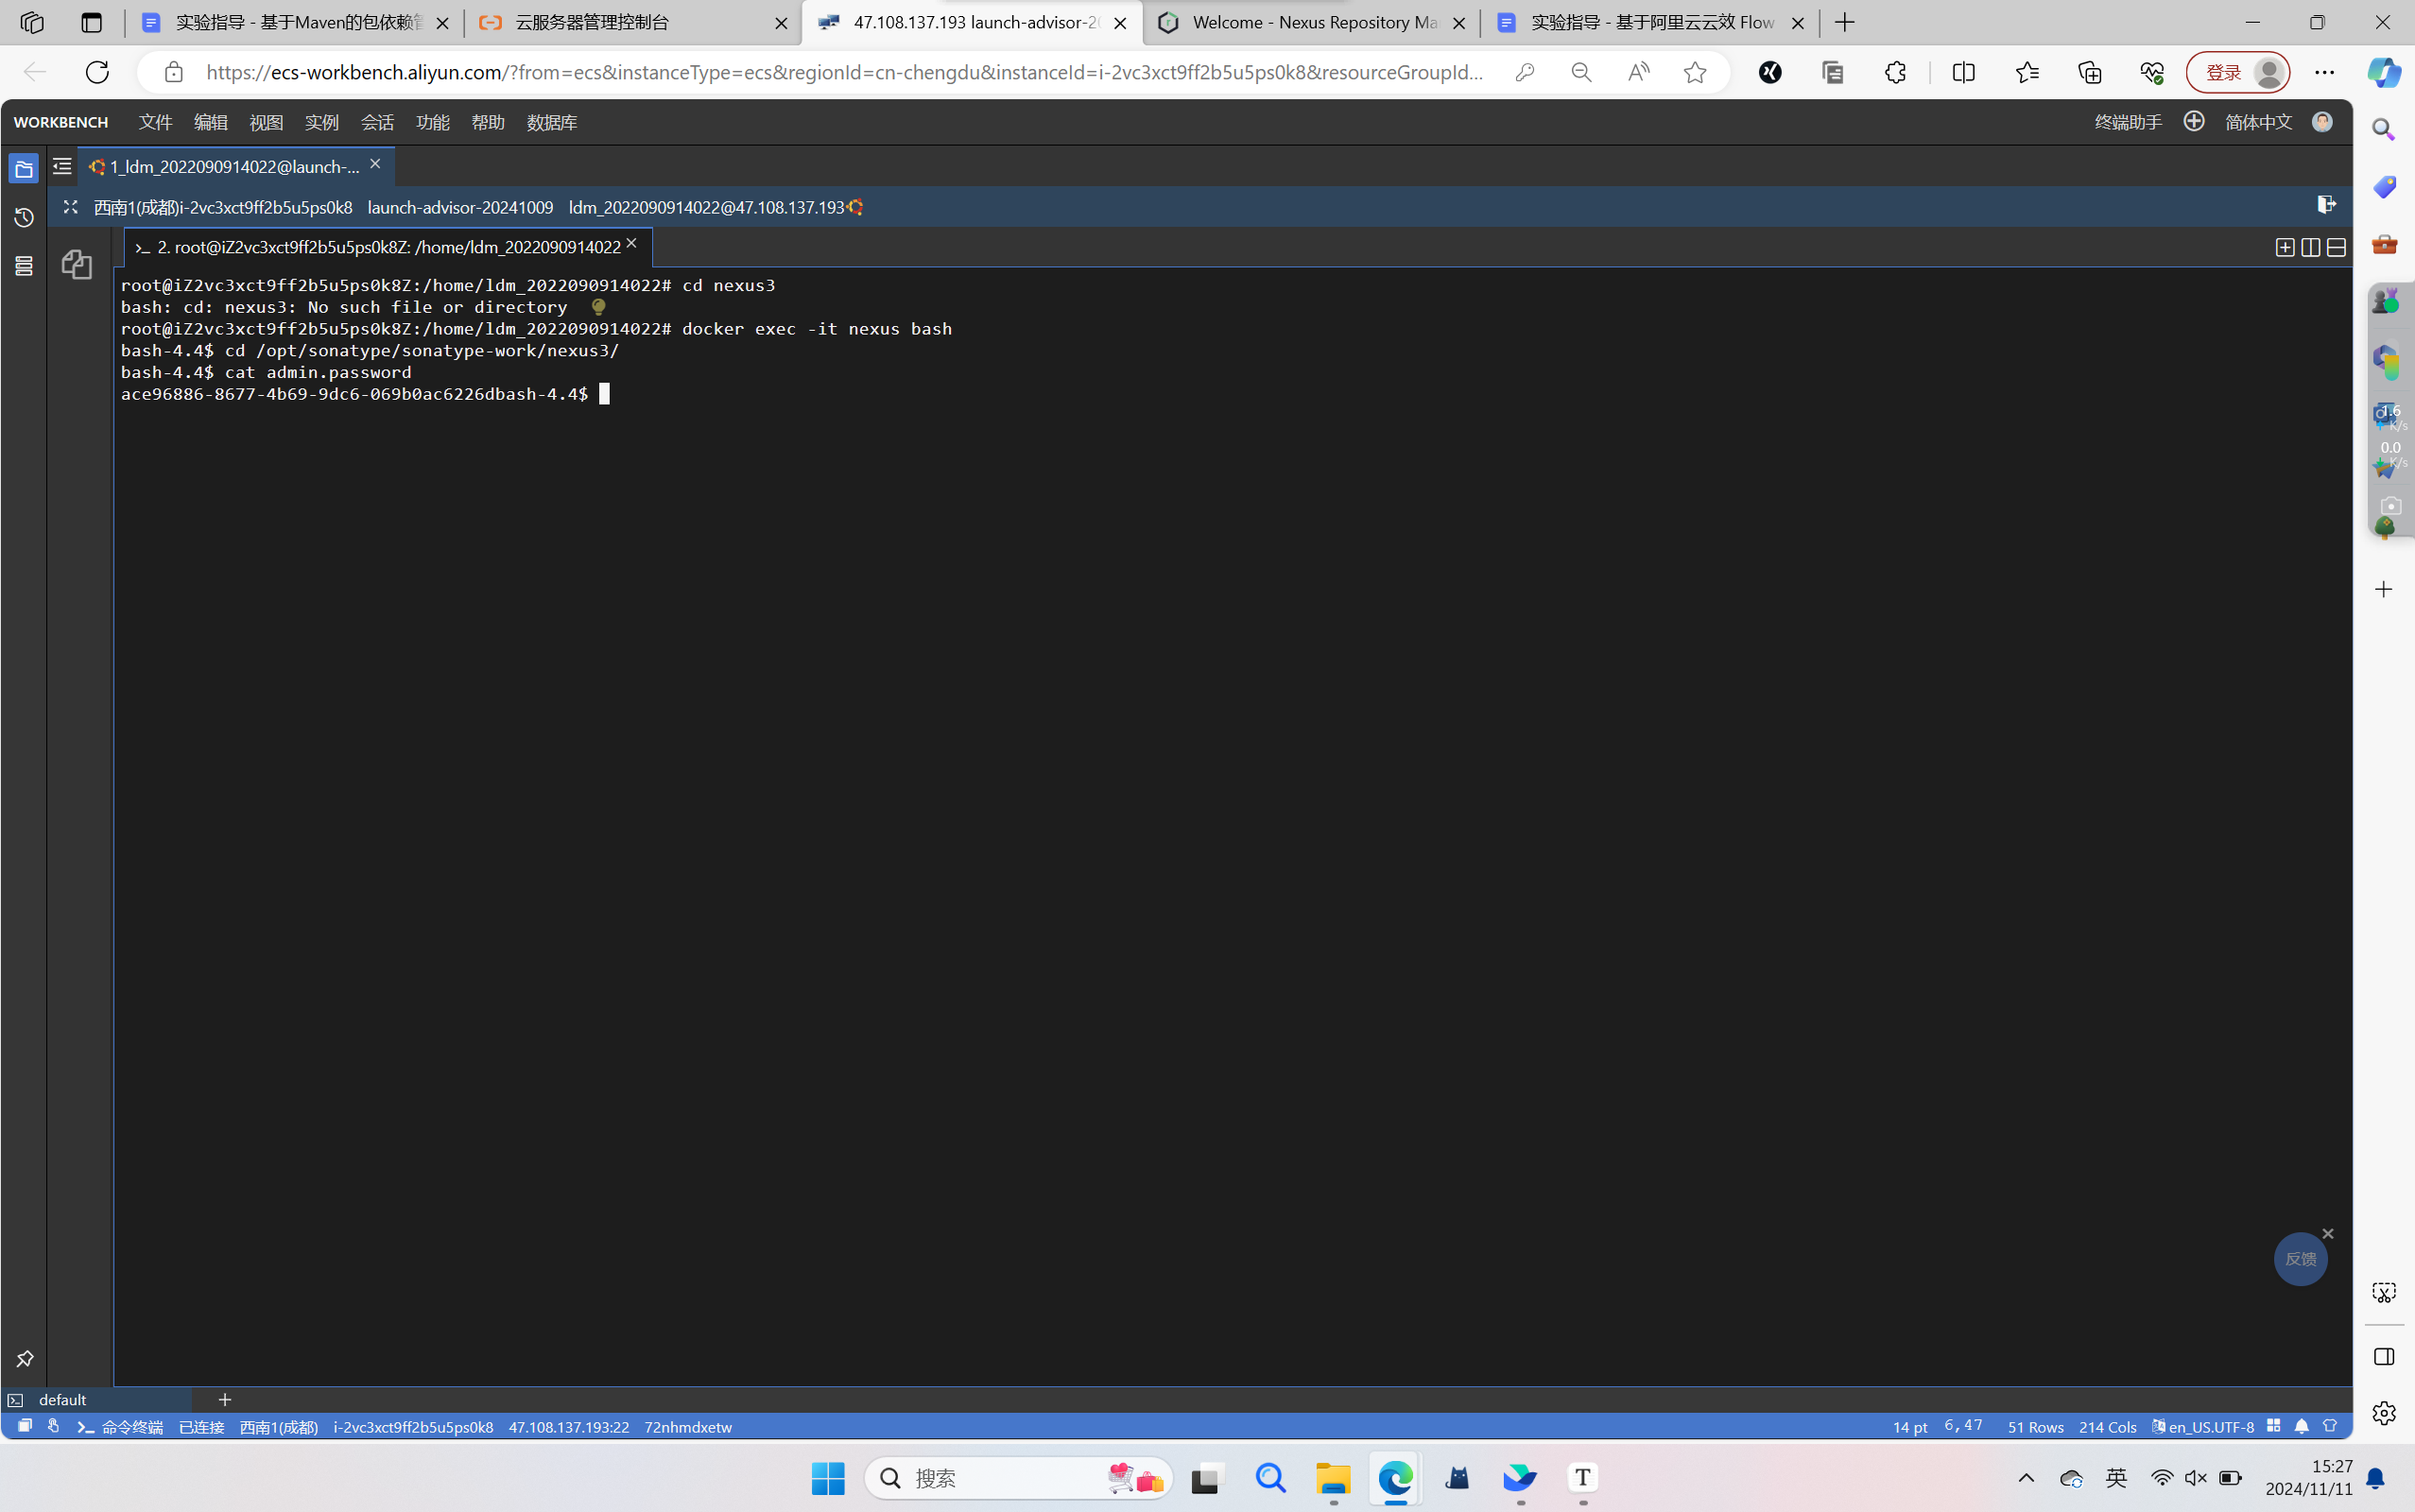 实验指导 - 基于Maven的包依赖管
云服务器管理控制台
47.108.137.193 launch-advisor-20
Welcome - Nexus Repository Ma
实验指导 - 基于阿里云云效 Flow
https://ecs-workbench.aliyun.com/?from=ecs&instanceType=ecs&regionId=cn-chengdu&instanceId=i-2vc3xct9ff2b5u5ps0k8&resourceGroupId...
登录
WORKBENCH 文件 编辑 视图 实例 会话 功能 帮助 数据库
终端助手 简体中文
1_ldm_2022090914022@launch-...
西南1(成都)i-2vc3xct9ff2b5u5ps0k8 launch-advisor-20241009 ldm_2022090914022@47.108.137.193
>_ 2. root@iZ2vc3xct9ff2b5u5ps0k8Z: /home/ldm_2022090914022
root@iZ2vc3xct9ff2b5u5ps0k8Z:/home/ldm_2022090914022# cd nexus3
bash: cd: nexus3: No such file or directory
root@iZ2vc3xct9ff2b5u5ps0k8Z:/home/ldm_2022090914022# docker exec -it nexus bash
bash-4.4$ cd /opt/sonatype/sonatype-work/nexus3/
bash-4.4$ cat admin.password
ace96886-8677-4b69-9dc6-069b0ac6226dbash-4.4$
1.6
K/s
0.0
K/s
反馈
default
命令终端 已连接 西南1(成都) i-2vc3xct9ff2b5u5ps0k8 47.108.137.193:22 72nhmdxetw
14 pt 6,47 51 Rows 214 Cols en_US.UTF-8
搜索
英
15:27
2024/11/11